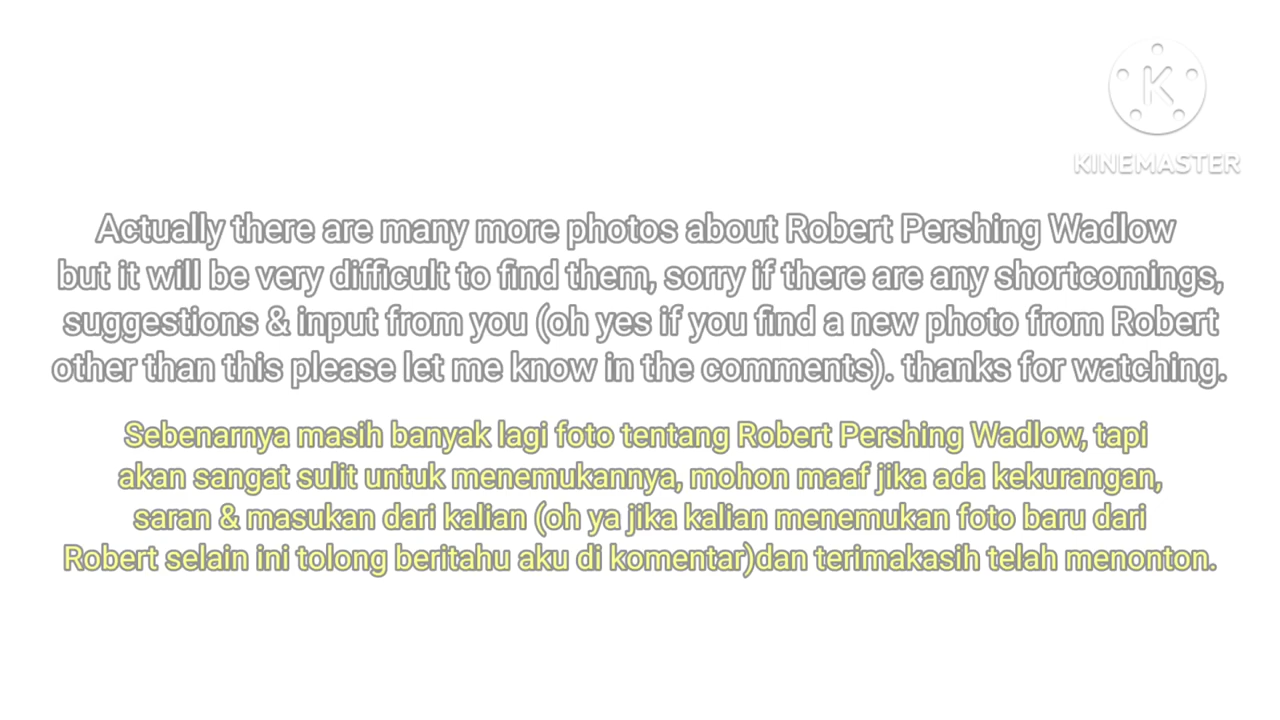 K
KINEMASTER
Actually there are many more photos about Robert Pershing Wadlow
but it will be very difficult to find them, sorry if there are any shortcomings,
suggestions & input from you (oh yes if you find a new photo from Robert
other than this please let me know in the comments). thanks for watching.
Sebenarnya masih banyak lagi foto tentang Robert Pershing Wadlow, tapi
akan sangat sulit untuk menemukannya, mohon maaf jika ada kekurangan,
saran & masukan dari kalian (oh ya jika kalian menemukan foto baru dari
Robert selain ini tolong beritahu aku di komentar)dan terimakasih telah menonton.